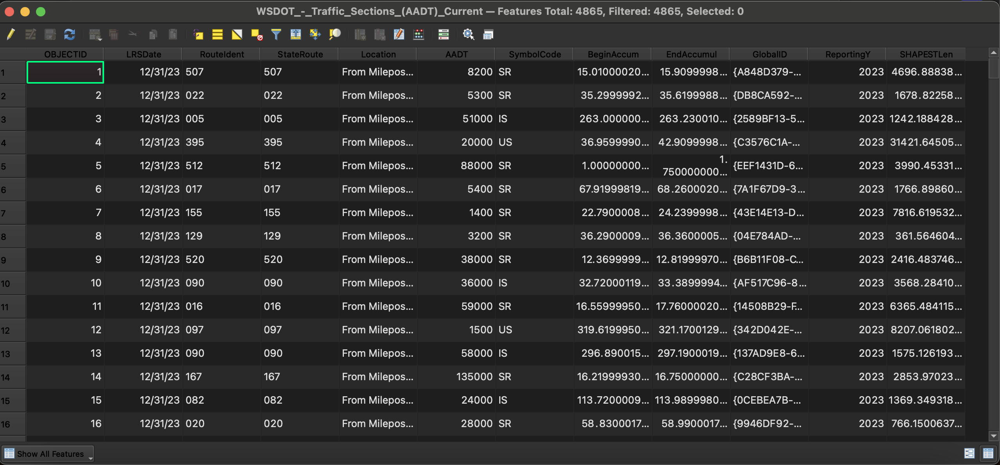 WSDOT_-_Traffic_Sections_(AADT)_Current — Features Total: 4865, Filtered: 4865, Selected: 0
OBJECTID LRSDate RouteIdent StateRoute Location AADT SymbolCode BeginAccum EndAccumul GlobalID ReportingY SHAPESTLen
1 1 12/31/23 507 507 From Milepos... 8200 SR 15.01000020... 15.9099998... {A848D379-... 2023 4696.88838...
2 2 12/31/23 022 022 From Milepos... 5300 SR 35.2999992... 35.6199988... {DB8CA592-... 2023 1678.82258...
3 3 12/31/23 005 005 From Milepos... 51000 IS 263.000000... 263.230010... {2589BF13-5... 2023 1242.188428...
4 4 12/31/23 395 395 From Milepos... 20000 US 36.9599990... 42.9099998... {C3576C1A-... 2023 31421.64505...
5 5 12/31/23 512 512 From Milepos... 88000 SR 1.00000000... 1.750000000... {EEF1431D-6... 2023 3990.45331...
6 6 12/31/23 017 017 From Milepos... 5400 SR 67.91999819... 68.2600020... {7A1F67D9-3... 2023 1766.89860...
7 7 12/31/23 155 155 From Milepos... 1400 SR 22.7900008... 24.2399998... {43E14E13-D... 2023 7816.619532...
8 8 12/31/23 129 129 From Milepos... 3200 SR 36.2900009... 36.3600005... {04E784AD-... 2023 361.564604...
9 9 12/31/23 520 520 From Milepos... 38000 SR 12.3699999... 12.81999970... {B6B11F08-C... 2023 2416.483746...
10 10 12/31/23 090 090 From Milepos... 36000 IS 32.72000119... 33.3899994... {AF517C96-8... 2023 3568.28410...
11 11 12/31/23 016 016 From Milepos... 59000 SR 16.55999950... 17.76000020... {14508B29-F... 2023 6365.484115...
12 12 12/31/23 097 097 From Milepos... 1500 US 319.6199950... 321.1700129... {342D042E-... 2023 8207.061802...
13 13 12/31/23 090 090 From Milepos... 58000 IS 296.890015... 297.1900019... {137AD9E8-6... 2023 1575.126193...
14 14 12/31/23 167 167 From Milepos... 135000 SR 16.21999930... 16.75000000... {C28CF3BA-... 2023 2853.97023...
15 15 12/31/23 082 082 From Milepos... 24000 IS 113.7200009... 113.9899980... {0CEBEA7B-... 2023 1369.349318...
16 16 12/31/23 020 020 From Milepos... 28000 SR 58.8300017... 58.9900017... {9946DF92-... 2023 766.1500637...
Show All Features